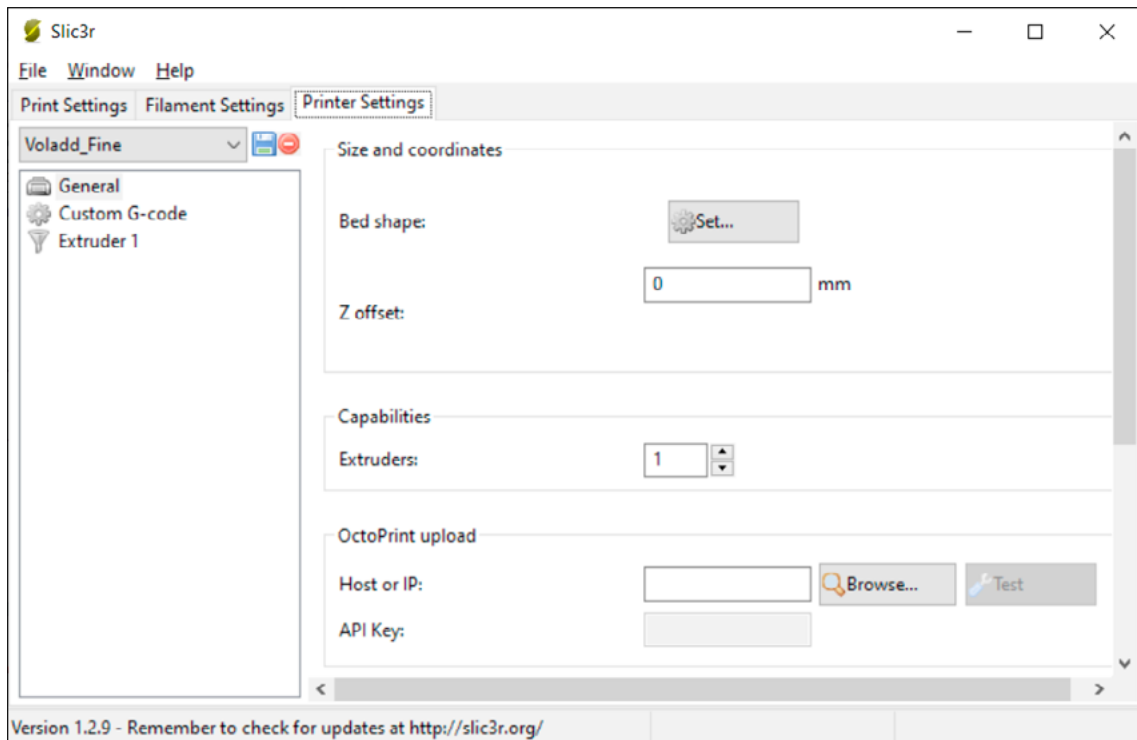 Slic3r
File Window Help
Print Settings Filament Settings Printer Settings
Voladd_Fine
General
Custom G-code
Extruder 1
Size and coordinates
Bed shape: Set...
Z offset: 0 mm
Capabilities
Extruders: 1
OctoPrint upload
Host or IP: Browse... Test
API Key:
Version 1.2.9 - Remember to check for updates at http://slic3r.org/